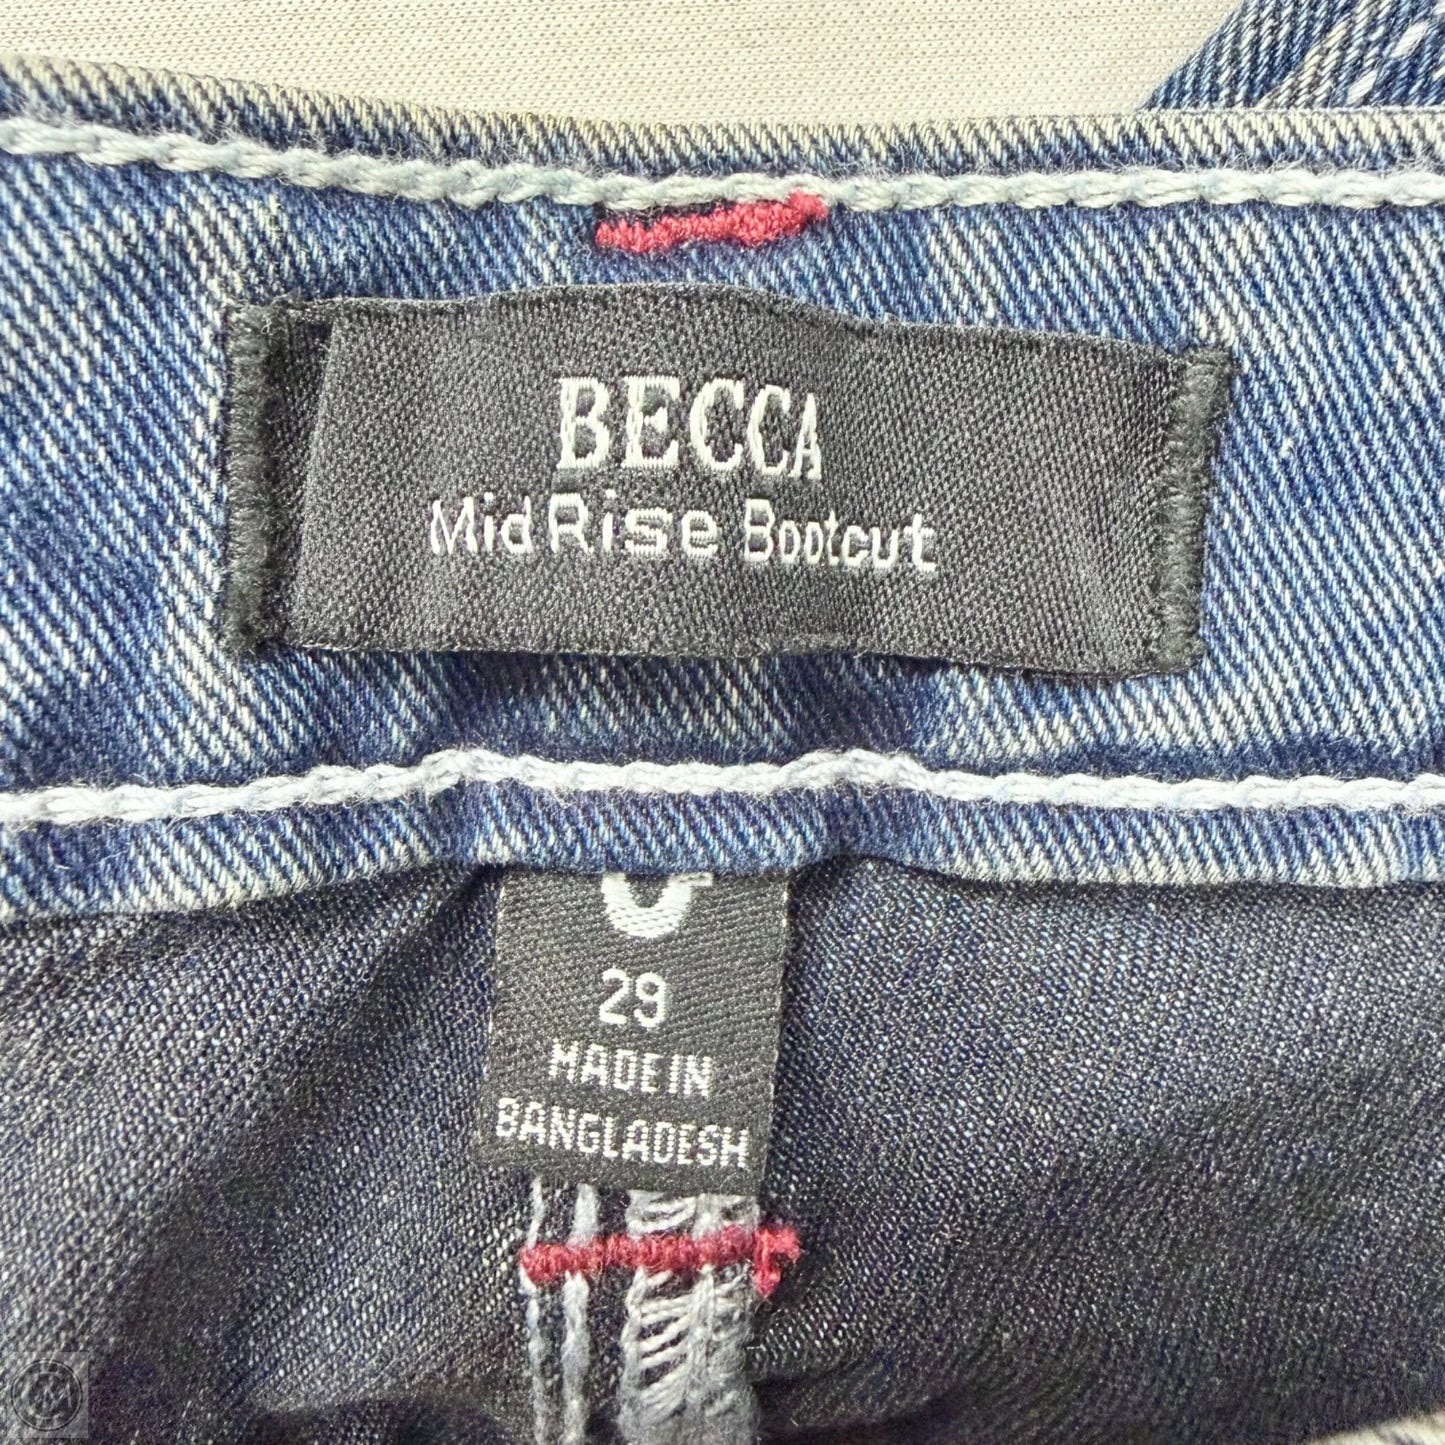 BECCA
Mid Rise Bootcut
29
MADE IN
BANGLADESH